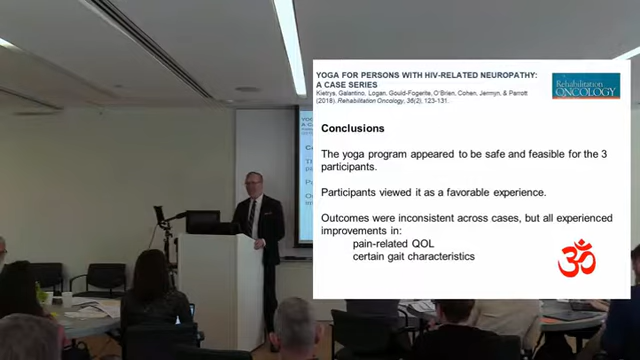 YOGA FOR PERSONS WITH HIV-RELATED NEUROPATHY:
A CASE SERIES
Kietrys, Galantino, Logan, Gould-Fogerite, O'Brien, Cohen, Jermyn, & Parrott
(2018). Rehabilitation Oncology, 36(2), 123-131.
Rehabilitation
ONCOLOGY
Conclusions
The yoga program appeared to be safe and feasible for the 3
participants.
Participants viewed it as a favorable experience.
Outcomes were inconsistent across cases, but all experienced
improvements in:
pain-related QOL
certain gait characteristics
ॐ